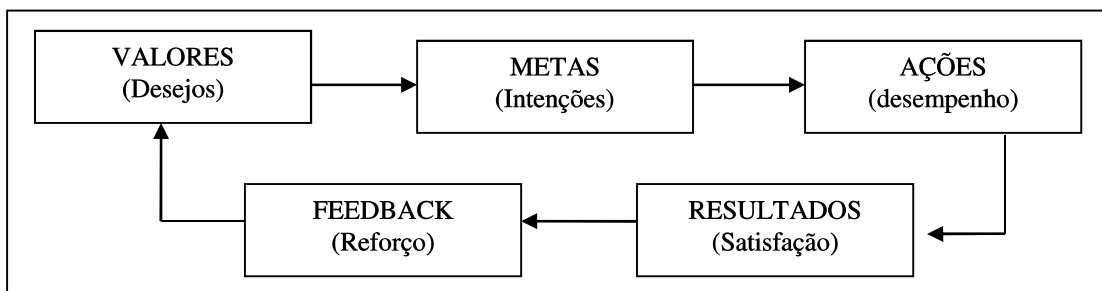 VALORES
(Desejos)
METAS
(Intenções)
AÇÕES
(desempenho)
FEEDBACK
(Reforço)
RESULTADOS
(Satisfação)